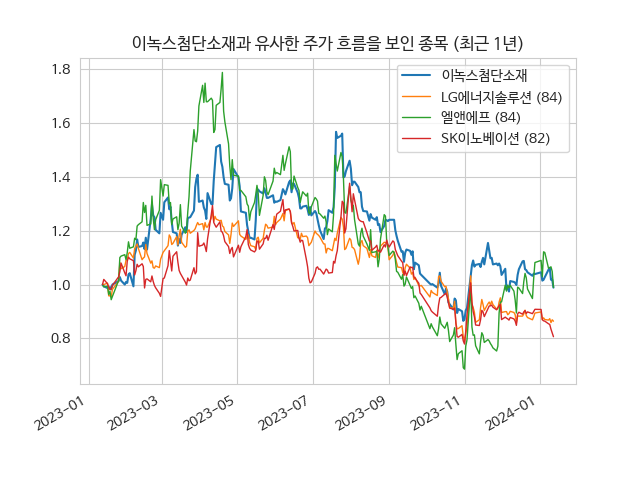 이녹스첨단소재과 유사한 주가 흐름을 보인 종목 (최근 1년)
이녹스첨단소재
LG에너지솔루션 (84)
엘앤에프 (84)
SK이노베이션 (82)
1.8
1.6
1.4
1.2
1.0
0.8
2023-01
2023-03
2023-05
2023-07
2023-09
2023-11
2024-01